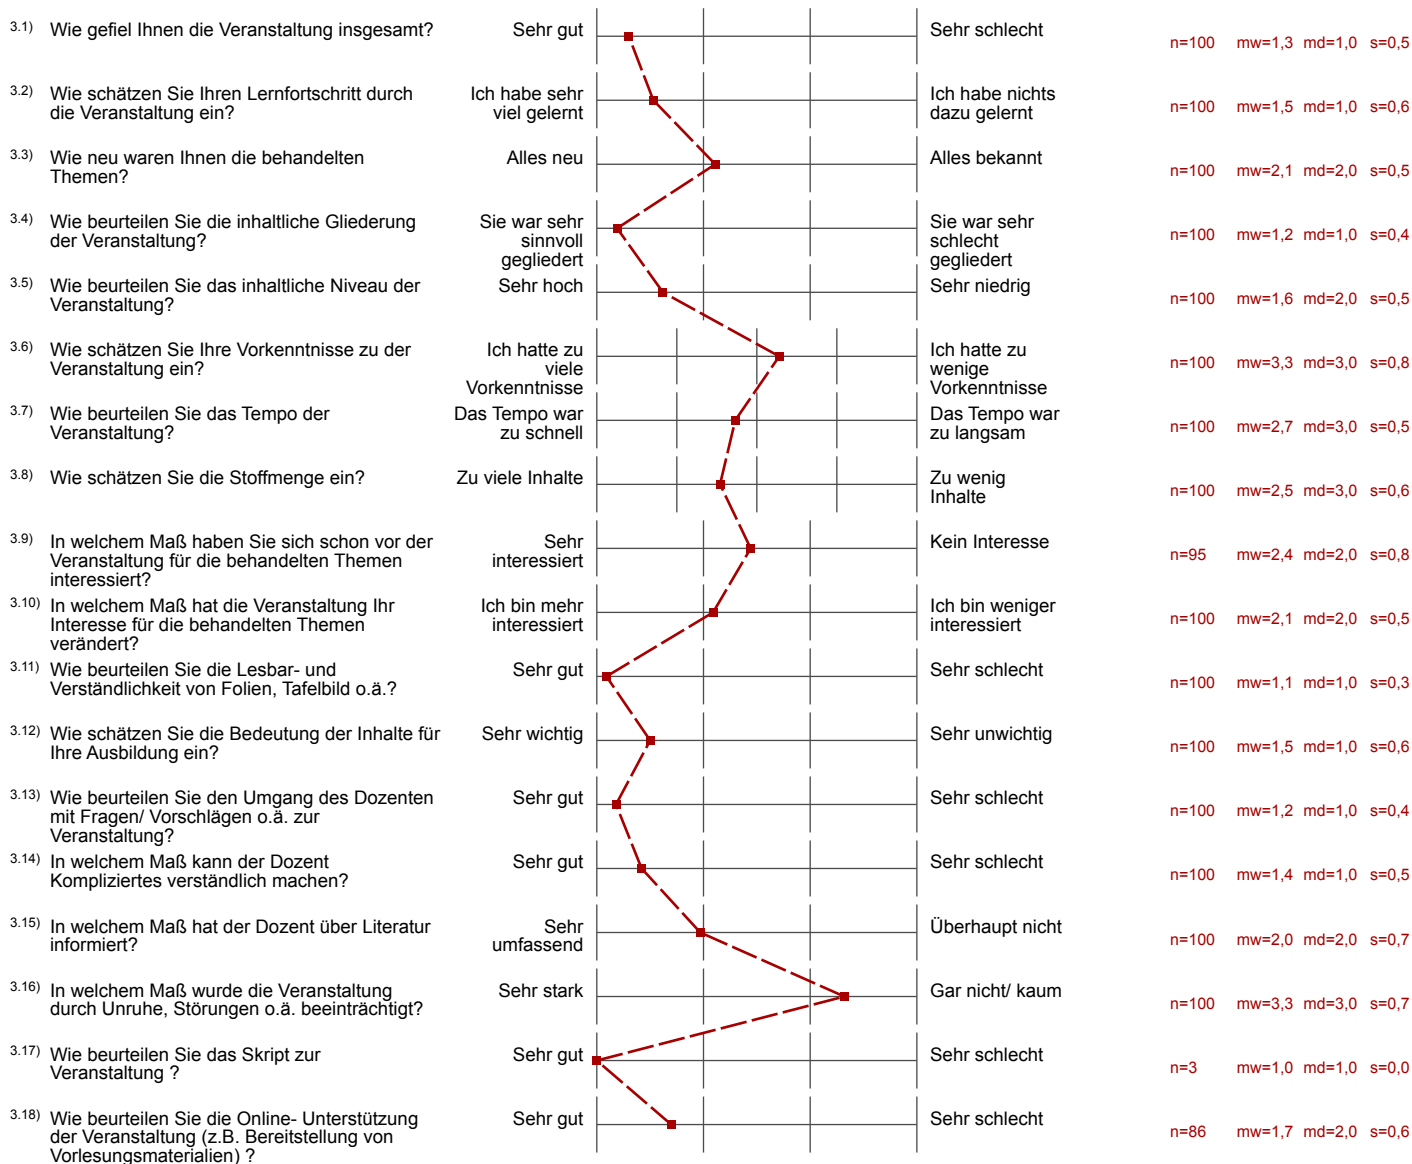 3.1) Wie gefiel Ihnen die Veranstaltung insgesamt? Sehr gut Sehr schlecht n=100 mw=1,3 md=1,0 s=0,5
3.2) Wie schätzen Sie Ihren Lernfortschritt durch
die Veranstaltung ein?
Ich habe sehr
viel gelernt
Ich habe nichts
dazu gelernt
n=100 mw=1,5 md=1,0 s=0,6
3.3) Wie neu waren Ihnen die behandelten
Themen?
Alles neu
Alles bekannt
n=100 mw=2,1 md=2,0 s=0,5
3.4) Wie beurteilen Sie die inhaltliche Gliederung
der Veranstaltung?
Sie war sehr
sinnvoll
gegliedert
Sie war sehr
schlecht
gegliedert
n=100 mw=1,2 md=1,0 s=0,4
3.5) Wie beurteilen Sie das inhaltliche Niveau der
Veranstaltung?
Sehr hoch
Sehr niedrig
n=100 mw=1,6 md=2,0 s=0,5
3.6) Wie schätzen Sie Ihre Vorkenntnisse zu der
Veranstaltung ein?
Ich hatte zu
viele
Vorkenntnisse
Ich hatte zu
wenige
Vorkenntnisse
n=100 mw=3,3 md=3,0 s=0,8
3.7) Wie beurteilen Sie das Tempo der
Veranstaltung?
Das Tempo war
zu schnell
Das Tempo war
zu langsam
n=100 mw=2,7 md=3,0 s=0,5
3.8) Wie schätzen Sie die Stoffmenge ein?
Zu viele Inhalte
Zu wenig
Inhalte
n=100 mw=2,5 md=3,0 s=0,6
3.9) In welchem Maß haben Sie sich schon vor der
Veranstaltung für die behandelten Themen
interessiert?
Sehr
interessiert
Kein Interesse
n=95 mw=2,4 md=2,0 s=0,8
3.10) In welchem Maß hat die Veranstaltung Ihr
Interesse für die behandelten Themen
verändert?
Ich bin mehr
interessiert
Ich bin weniger
interessiert
n=100 mw=2,1 md=2,0 s=0,5
3.11) Wie beurteilen Sie die Lesbar- und
Verständlichkeit von Folien, Tafelbild o.ä.?
Sehr gut
Sehr schlecht
n=100 mw=1,1 md=1,0 s=0,3
3.12) Wie schätzen Sie die Bedeutung der Inhalte für
Ihre Ausbildung ein?
Sehr wichtig
Sehr unwichtig
n=100 mw=1,5 md=1,0 s=0,6
3.13) Wie beurteilen Sie den Umgang des Dozenten
mit Fragen/ Vorschlägen o.ä. zur
Veranstaltung?
Sehr gut
Sehr schlecht
n=100 mw=1,2 md=1,0 s=0,4
3.14) In welchem Maß kann der Dozent
Kompliziertes verständlich machen?
Sehr gut
Sehr schlecht
n=100 mw=1,4 md=1,0 s=0,5
3.15) In welchem Maß hat der Dozent über Literatur
informiert?
Sehr
umfassend
Überhaupt nicht
n=100 mw=2,0 md=2,0 s=0,7
3.16) In welchem Maß wurde die Veranstaltung
durch Unruhe, Störungen o.ä. beeinträchtigt?
Sehr stark
Gar nicht/ kaum
n=100 mw=3,3 md=3,0 s=0,7
3.17) Wie beurteilen Sie das Skript zur
Veranstaltung ?
Sehr gut
Sehr schlecht
n=3 mw=1,0 md=1,0 s=0,0
3.18) Wie beurteilen Sie die Online- Unterstützung
der Veranstaltung (z.B. Bereitstellung von
Vorlesungsmaterialien) ?
Sehr gut
Sehr schlecht
n=86 mw=1,7 md=2,0 s=0,6